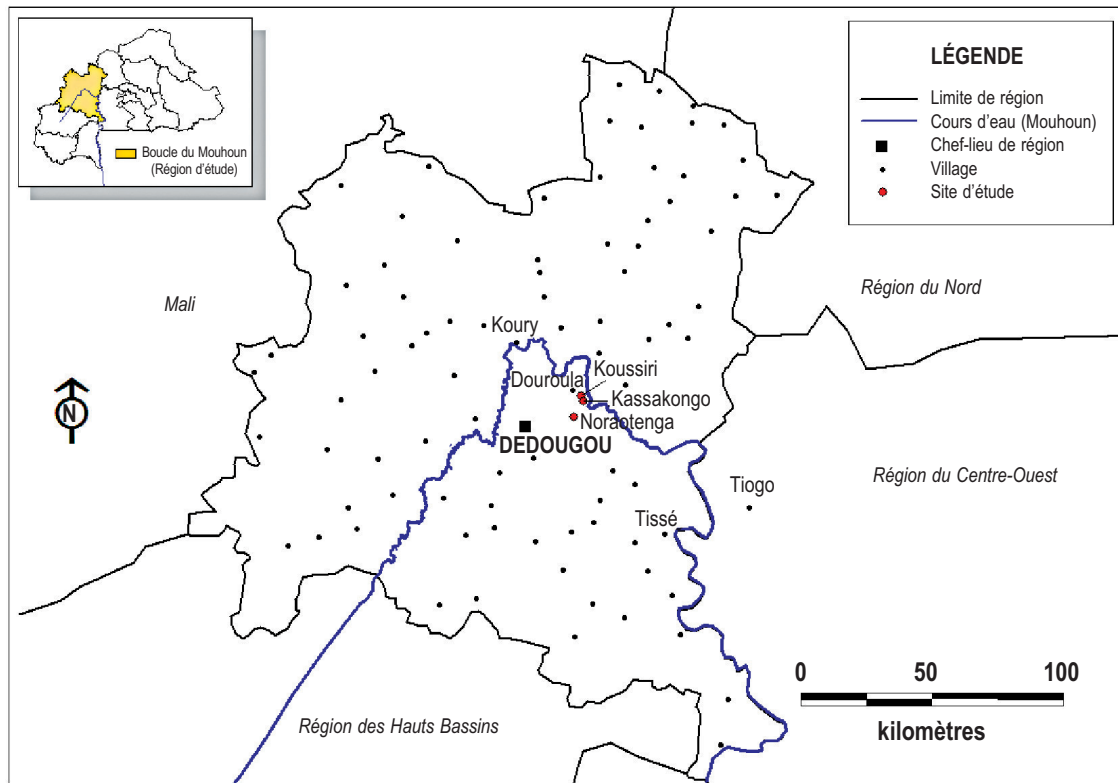 Boucle du Mouhoun
(Région d'étude)
LÉGENDE
Limite de région
Cours d'eau (Mouhoun)
Chef-lieu de région
Village
Site d'étude
Mali
Région du Nord
Koury
Koussiri
Douroula
Kassakongo
Noraotenga
N
DEDOUGOU
Région du Centre-Ouest
Tiogo
Tissé
0 50 100
kilomètres
Région des Hauts Bassins